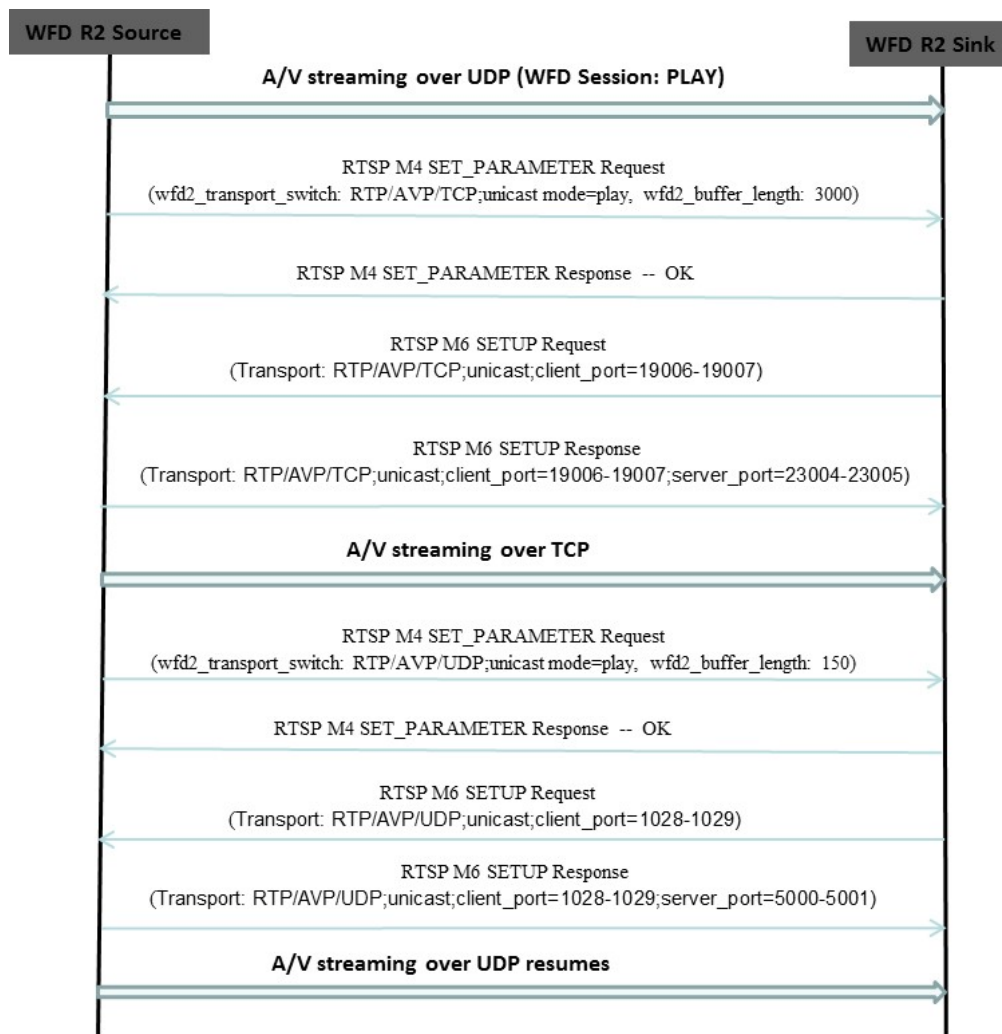 WFD R2 Source
WFD R2 Sink
A/V streaming over UDP (WFD Session: PLAY)
RTSP M4 SET_PARAMETER Request
(wfd2_transport_switch: RTP/AVP/TCP;unicast mode=play, wfd2_buffer_length: 3000)
RTSP M4 SET_PARAMETER Response -- OK
RTSP M6 SETUP Request
(Transport: RTP/AVP/TCP;unicast;client_port=19006-19007)
RTSP M6 SETUP Response
(Transport: RTP/AVP/TCP;unicast;client_port=19006-19007;server_port=23004-23005)
A/V streaming over TCP
RTSP M4 SET_PARAMETER Request
(wfd2_transport_switch: RTP/AVP/UDP;unicast mode=play, wfd2_buffer_length: 150)
RTSP M4 SET_PARAMETER Response -- OK
RTSP M6 SETUP Request
(Transport: RTP/AVP/UDP;unicast;client_port=1028-1029)
RTSP M6 SETUP Response
(Transport: RTP/AVP/UDP;unicast;client_port=1028-1029;server_port=5000-5001)
A/V streaming over UDP resumes